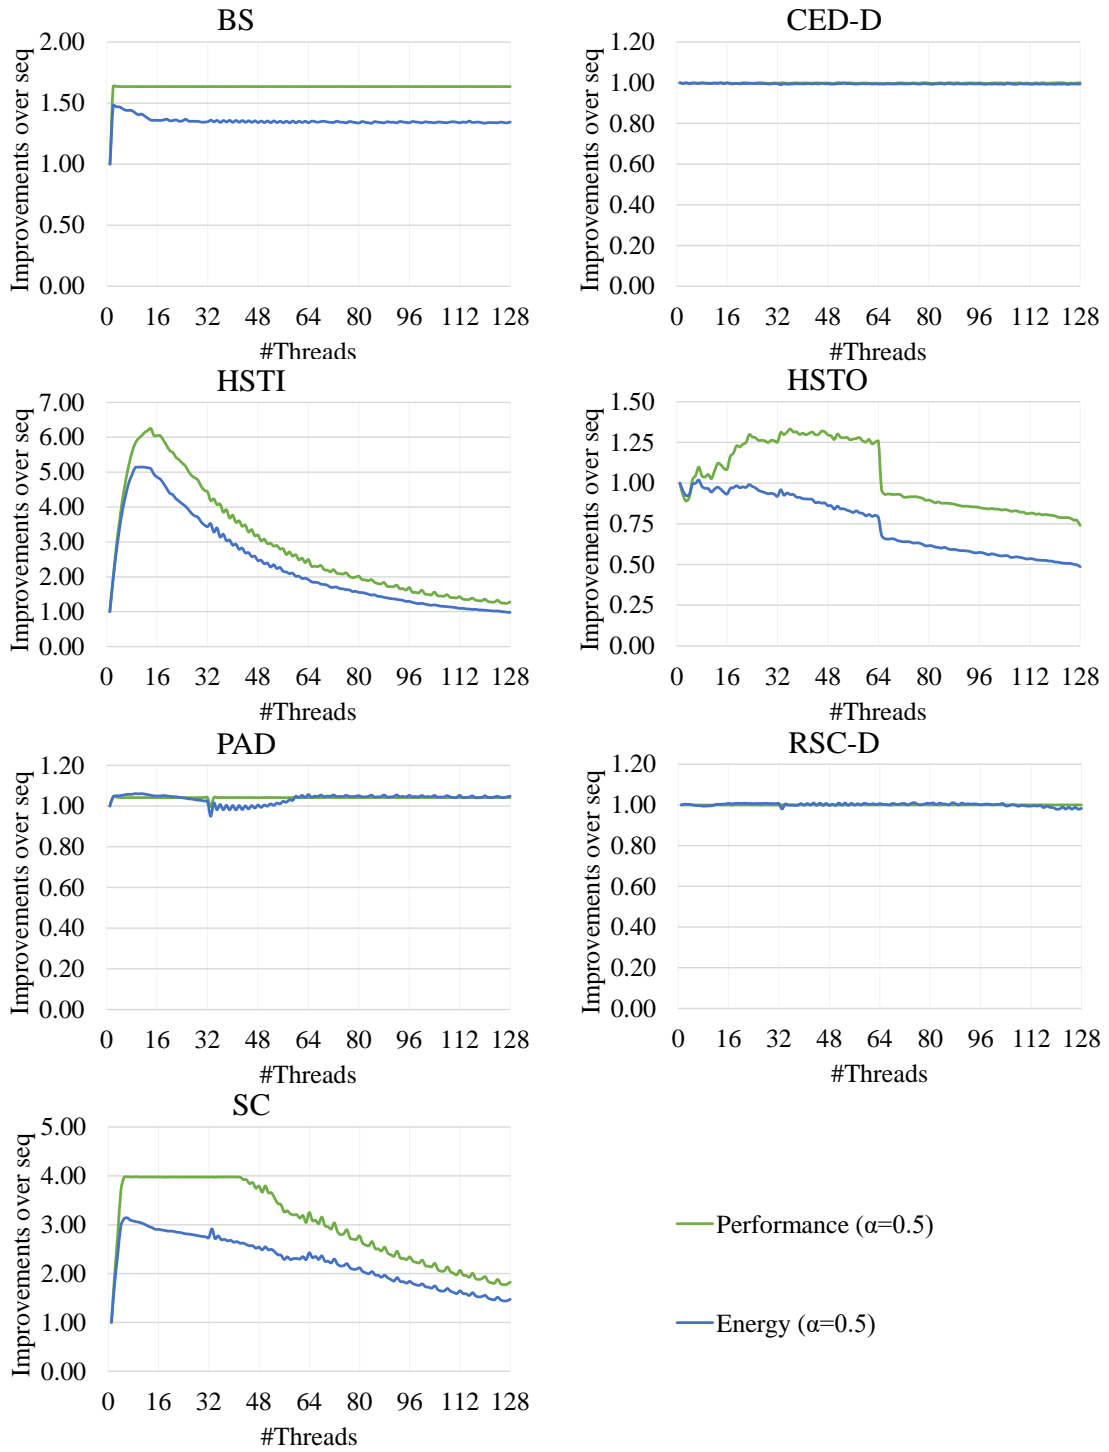 BS
Improvements over seq
2.00
1.50
1.00
0.50
0.00
0 16 32 48 64 80 96 112 128
#Threads
CED-D
Improvements over seq
1.20
1.00
0.80
0.60
0.40
0.20
0.00
0 16 32 48 64 80 96 112 128
#Threads
HSTI
Improvements over seq
7.00
6.00
5.00
4.00
3.00
2.00
1.00
0.00
0 16 32 48 64 80 96 112 128
#Threads
HSTO
Improvements over seq
1.50
1.25
1.00
0.75
0.50
0.25
0.00
0 16 32 48 64 80 96 112 128
#Threads
PAD
Improvements over seq
1.20
1.00
0.80
0.60
0.40
0.20
0.00
0 16 32 48 64 80 96 112 128
#Threads
RSC-D
Improvements over seq
1.20
1.00
0.80
0.60
0.40
0.20
0.00
0 16 32 48 64 80 96 112 128
#Threads
SC
Improvements over seq
5.00
4.00
3.00
2.00
1.00
0.00
0 16 32 48 64 80 96 112 128
#Threads
Performance (α=0.5)
Energy (α=0.5)